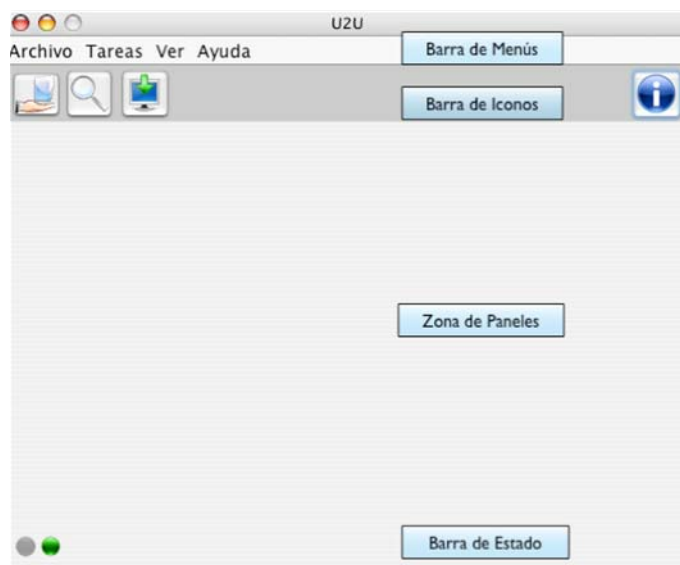 U2U
Archivo Tareas Ver Ayuda
Barra de Menús
Barra de Iconos
Zona de Paneles
Barra de Estado